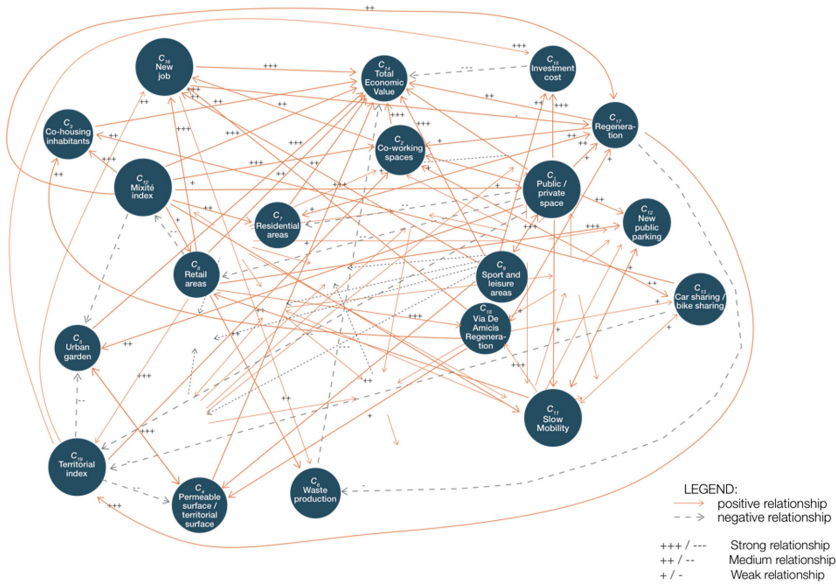 ++
C16
New
job
+++
C14
Total
Economic
Value
---
+++
C15
Investment
cost
C3
Co-housing
inhabitants
C2
Co-working
spaces
C17
Regenera-
tion
C10
Mixité
index
C1
Public /
private
space
C7
Residential
areas
C12
New
public
parking
C8
Retail
areas
C9
Sport and
leisure
areas
C13
Car sharing /
bike sharing
Via De
Amicis
Regenera-
tion
C5
Urban
garden
C11
Slow
Mobility
Territorial
index
C4
Permeable
surface /
territorial
surface
C6
Waste
production
LEGEND:
positive relationship
negative relationship
+++ / --- Strong relationship
++ / -- Medium relationship
+ / - Weak relationship